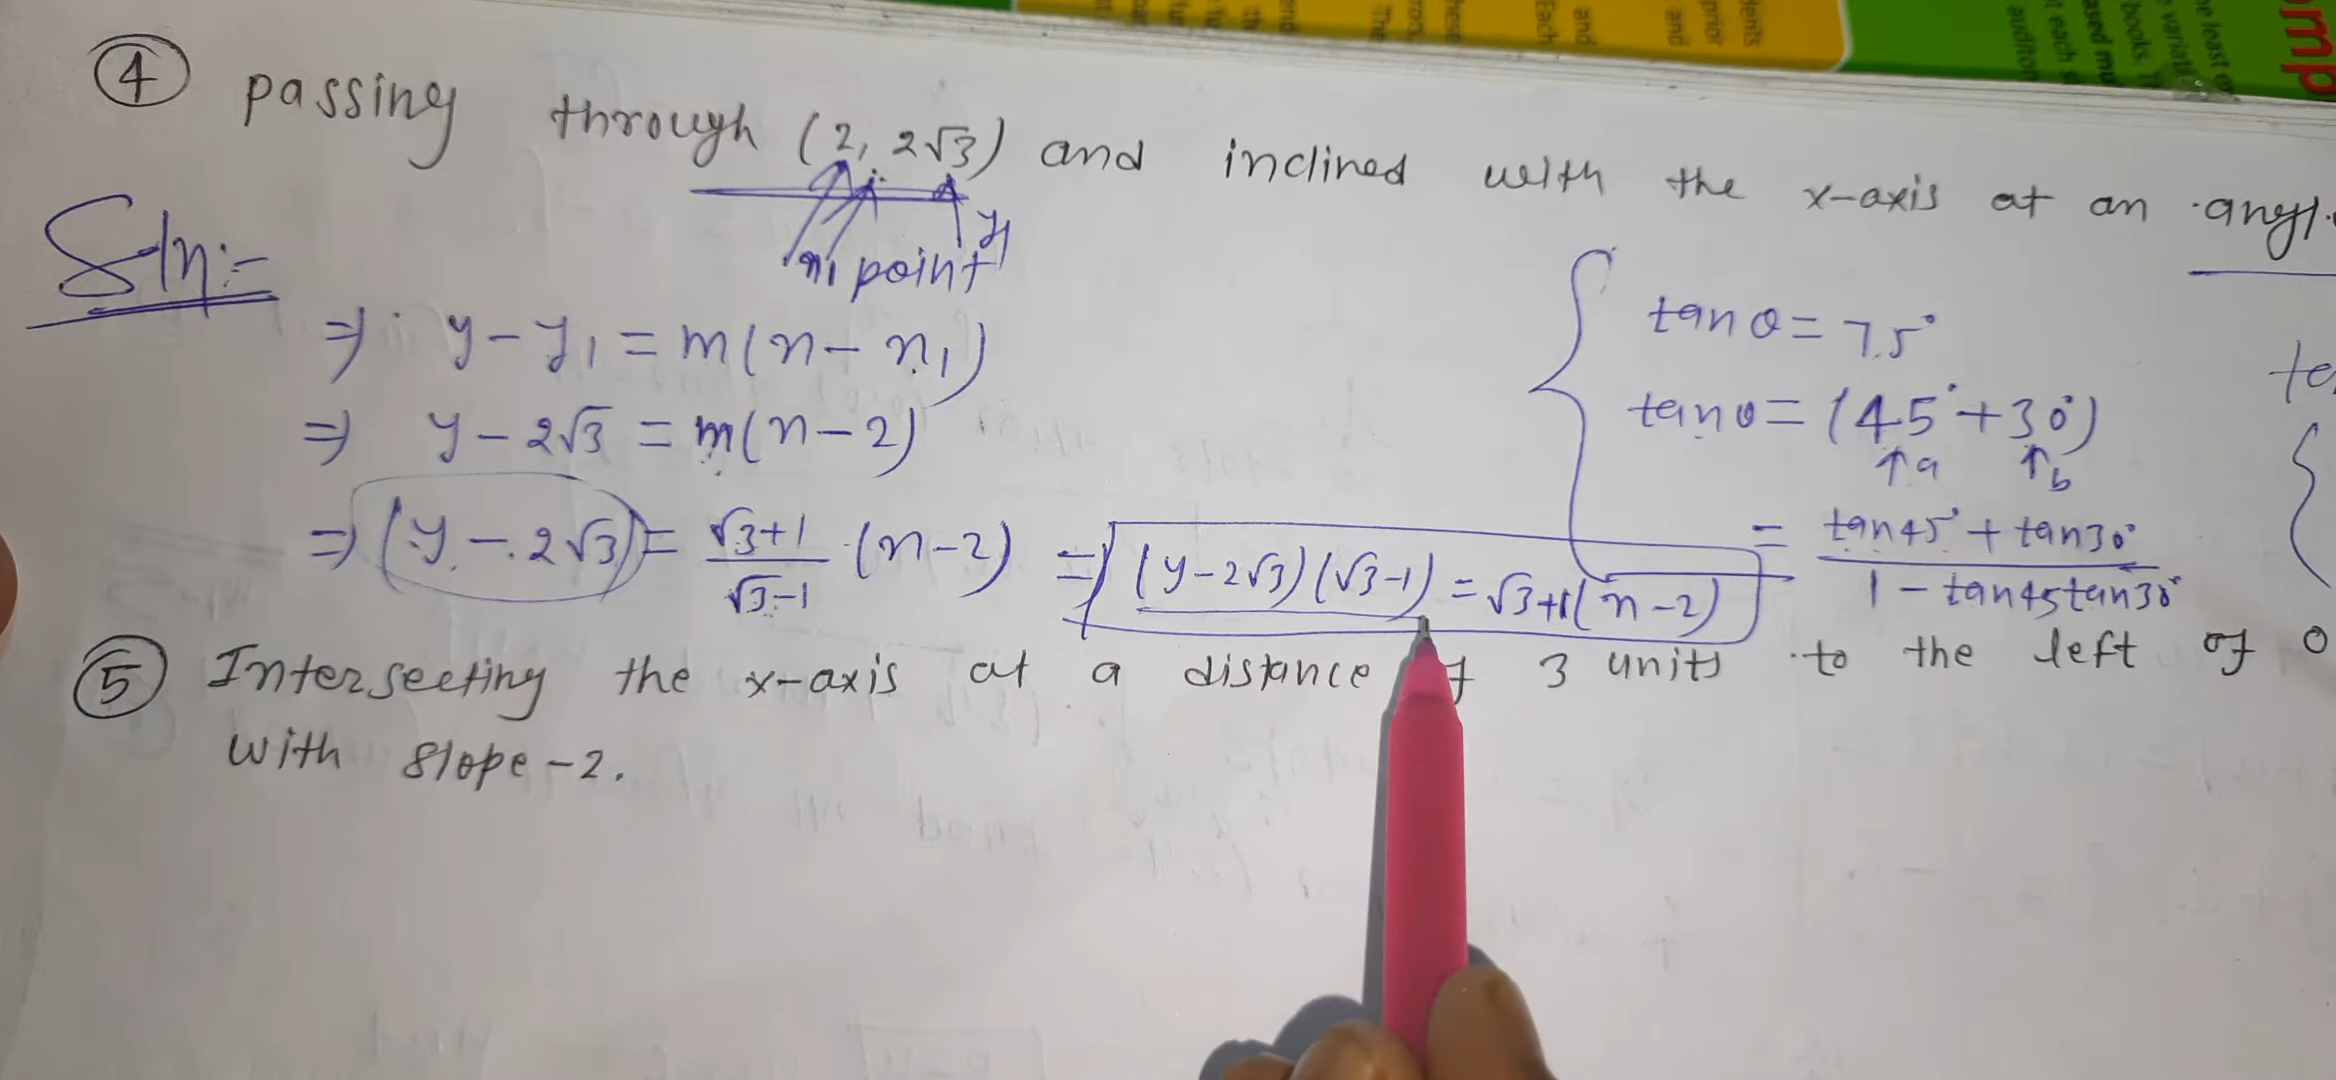 ④ passing through (2, 2√3) and inclined with the x-axis at an
y₁
point
Soln:-
⇒ y - y₁ = m(x - x₁)
⇒ y - 2√3 = m(x - 2)
⇒ (y - 2√3) = √3+1 / √3-1 (x - 2) ⇒ (y - 2√3)(√3-1) = √3+1(x - 2)
tan θ = 75°
tan θ = (45° + 30°)
↑a ↑b
= tan45° + tan30° / 1 - tan45 tan30°
⑤ Intersecting the x-axis at a distance 3 units to the left of
with slope -2.